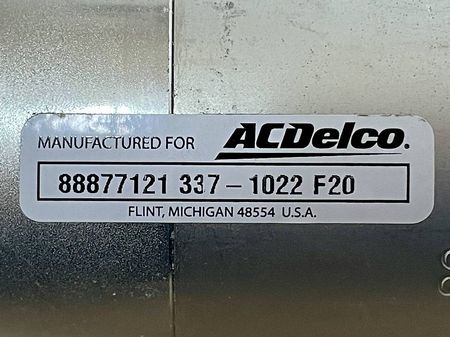 MANUFACTURED FOR ACDelco.
88877121 337-1022 F20
FLINT, MICHIGAN 48554 U.S.A.